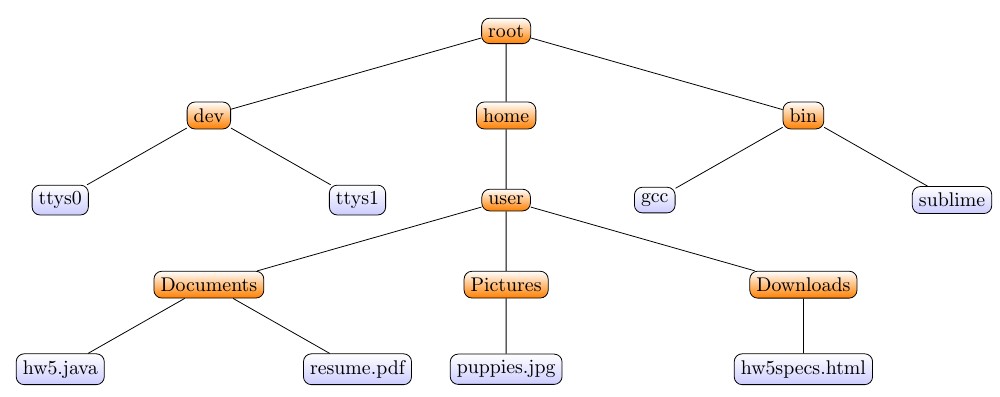 root
dev home bin
ttys0 ttys1 user gcc sublime
Documents Pictures Downloads
hw5.java resume.pdf puppies.jpg hw5specs.html